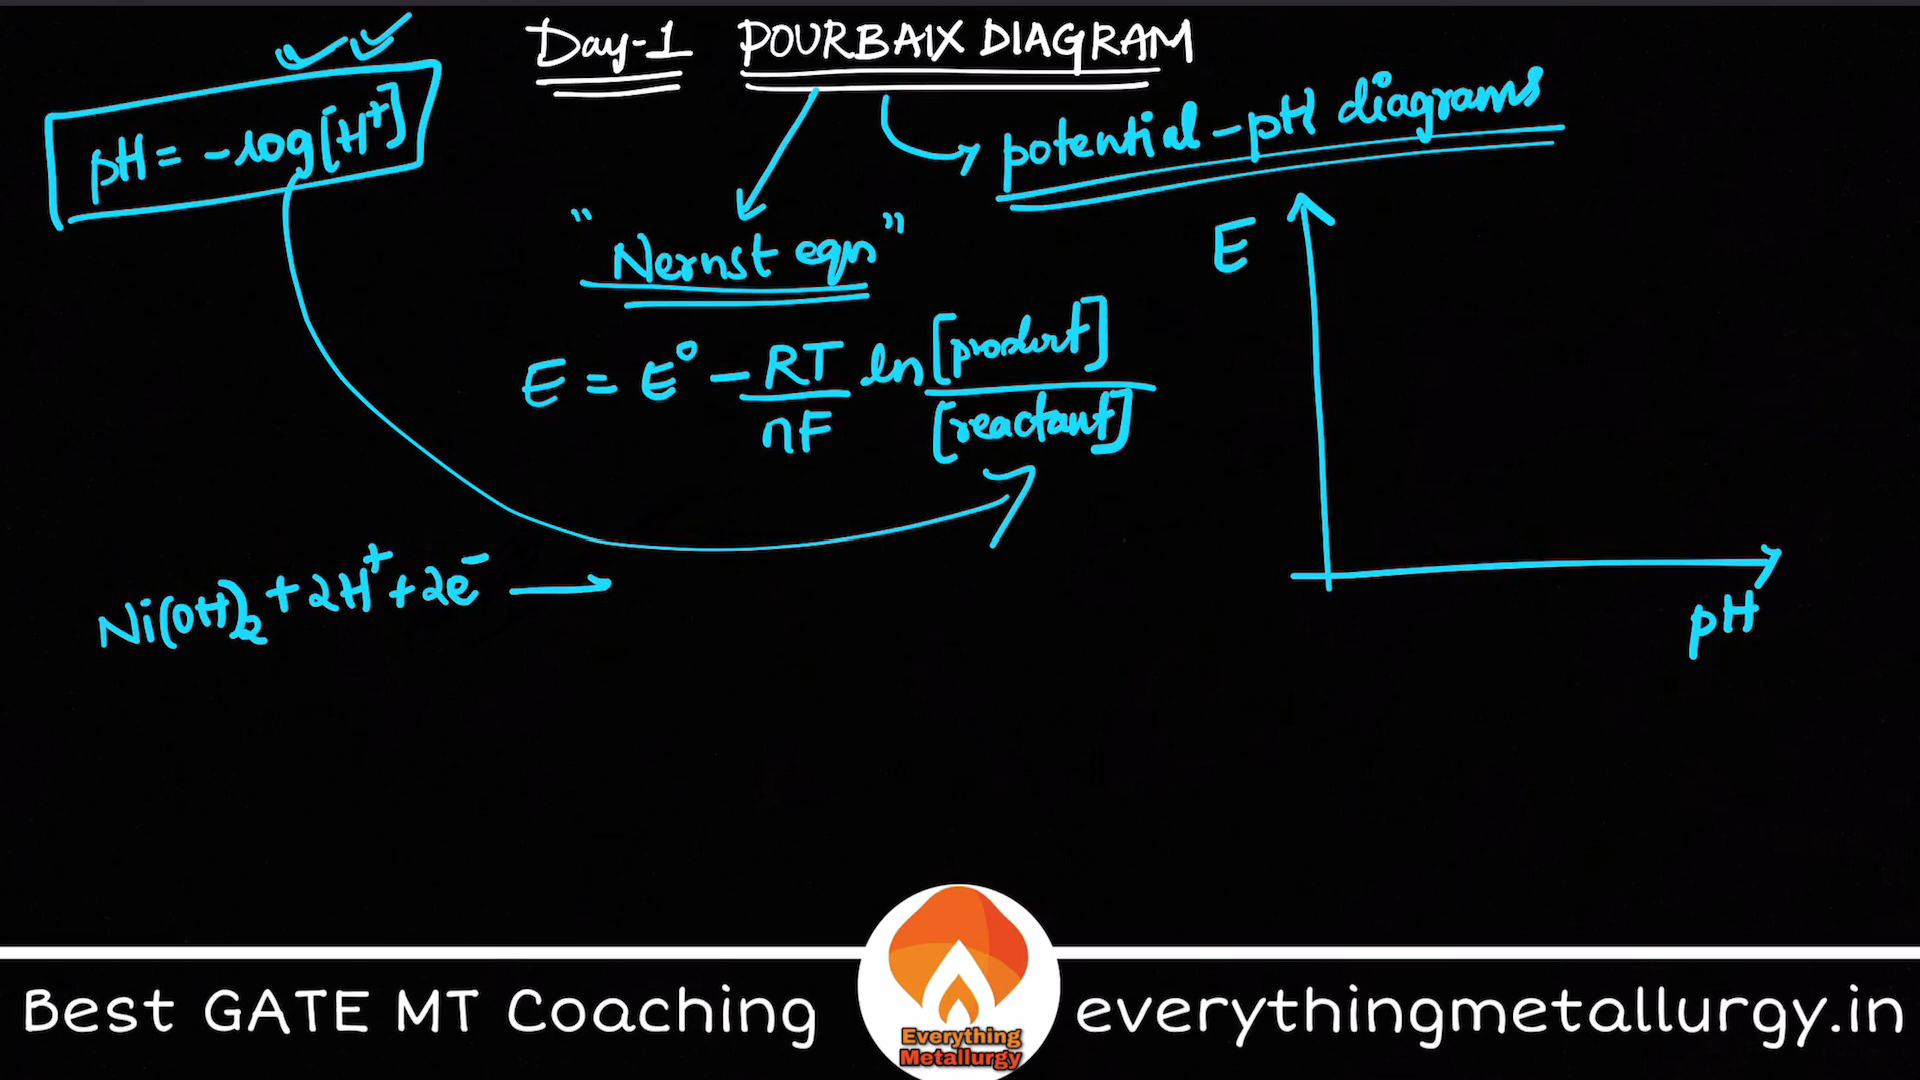 Day-1 POURBAIX DIAGRAM
pH = -log[H⁺]
potential-pH diagrams
"Nernst eqn"
E
E = E⁰ - RT/nF ln [product]/[reactant]
Ni(OH)₂ + 2H⁺ + 2e⁻ →
pH
Best GATE MT Coaching
everythingmetallurgy.in
Everything
Metallurgy